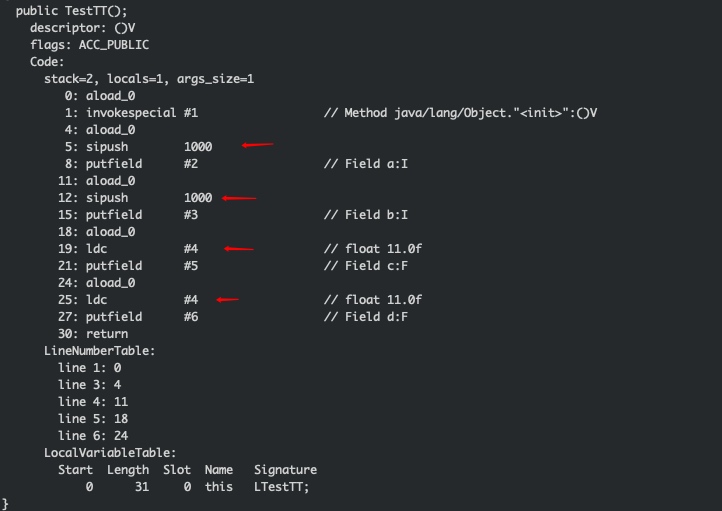 public TestTT();
descriptor: ()V
flags: ACC_PUBLIC
Code:
stack=2, locals=1, args_size=1
0: aload_0
1: invokespecial #1 // Method java/lang/Object."<init>":()V
4: aload_0
5: sipush 1000
8: putfield #2 // Field a:I
11: aload_0
12: sipush 1000
15: putfield #3 // Field b:I
18: aload_0
19: ldc #4 // float 11.0f
21: putfield #5 // Field c:F
24: aload_0
25: ldc #4 // float 11.0f
27: putfield #6 // Field d:F
30: return
LineNumberTable:
line 1: 0
line 3: 4
line 4: 11
line 5: 18
line 6: 24
LocalVariableTable:
Start Length Slot Name Signature
0 31 0 this LTestTT;
}